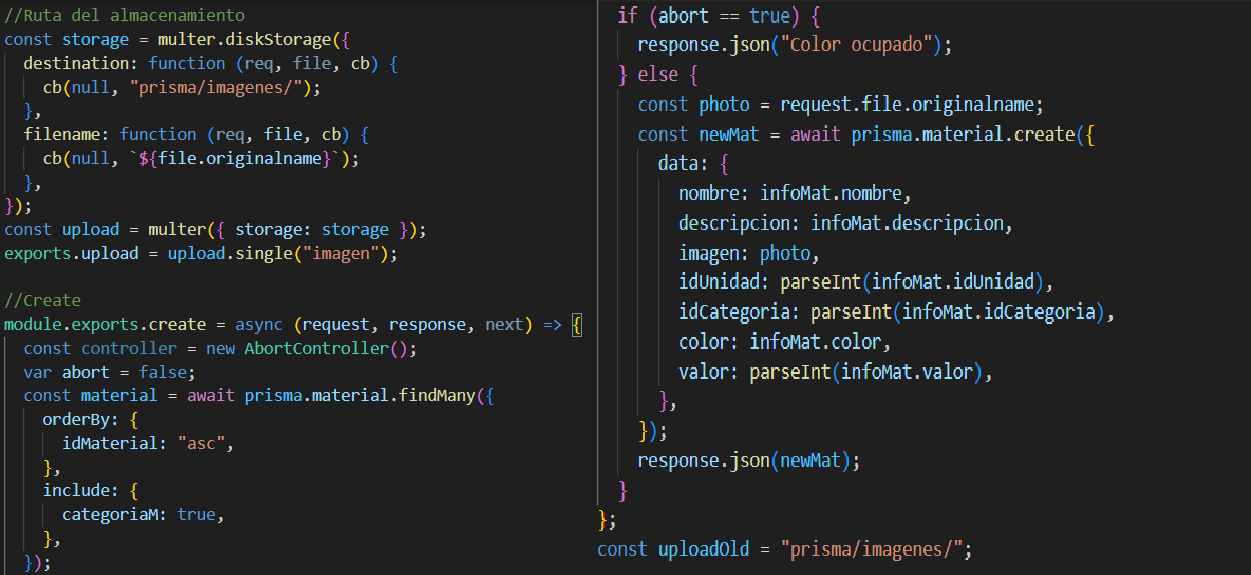 //Ruta del almacenamiento
const storage = multer.diskStorage({
  destination: function (req, file, cb) {
    cb(null, "prisma/imagenes/");
  },
  filename: function (req, file, cb) {
    cb(null, `${file.originalname}`);
  },
});
const upload = multer({ storage: storage });
exports.upload = upload.single("imagen");

//Create
module.exports.create = async (request, response, next) => {
  const controller = new AbortController();
  var abort = false;
  const material = await prisma.material.findMany({
    orderBy: {
      idMaterial: "asc",
    },
    include: {
      categoriaM: true,
    },
  });
  if (abort == true) {
    response.json("Color ocupado");
  } else {
    const photo = request.file.originalname;
    const newMat = await prisma.material.create({
      data: {
        nombre: infoMat.nombre,
        descripcion: infoMat.descripcion,
        imagen: photo,
        idUnidad: parseInt(infoMat.idUnidad),
        idCategoria: parseInt(infoMat.idCategoria),
        color: infoMat.color,
        valor: parseInt(infoMat.valor),
      },
    });
    response.json(newMat);
  }
};
const uploadOld = "prisma/imagenes/";